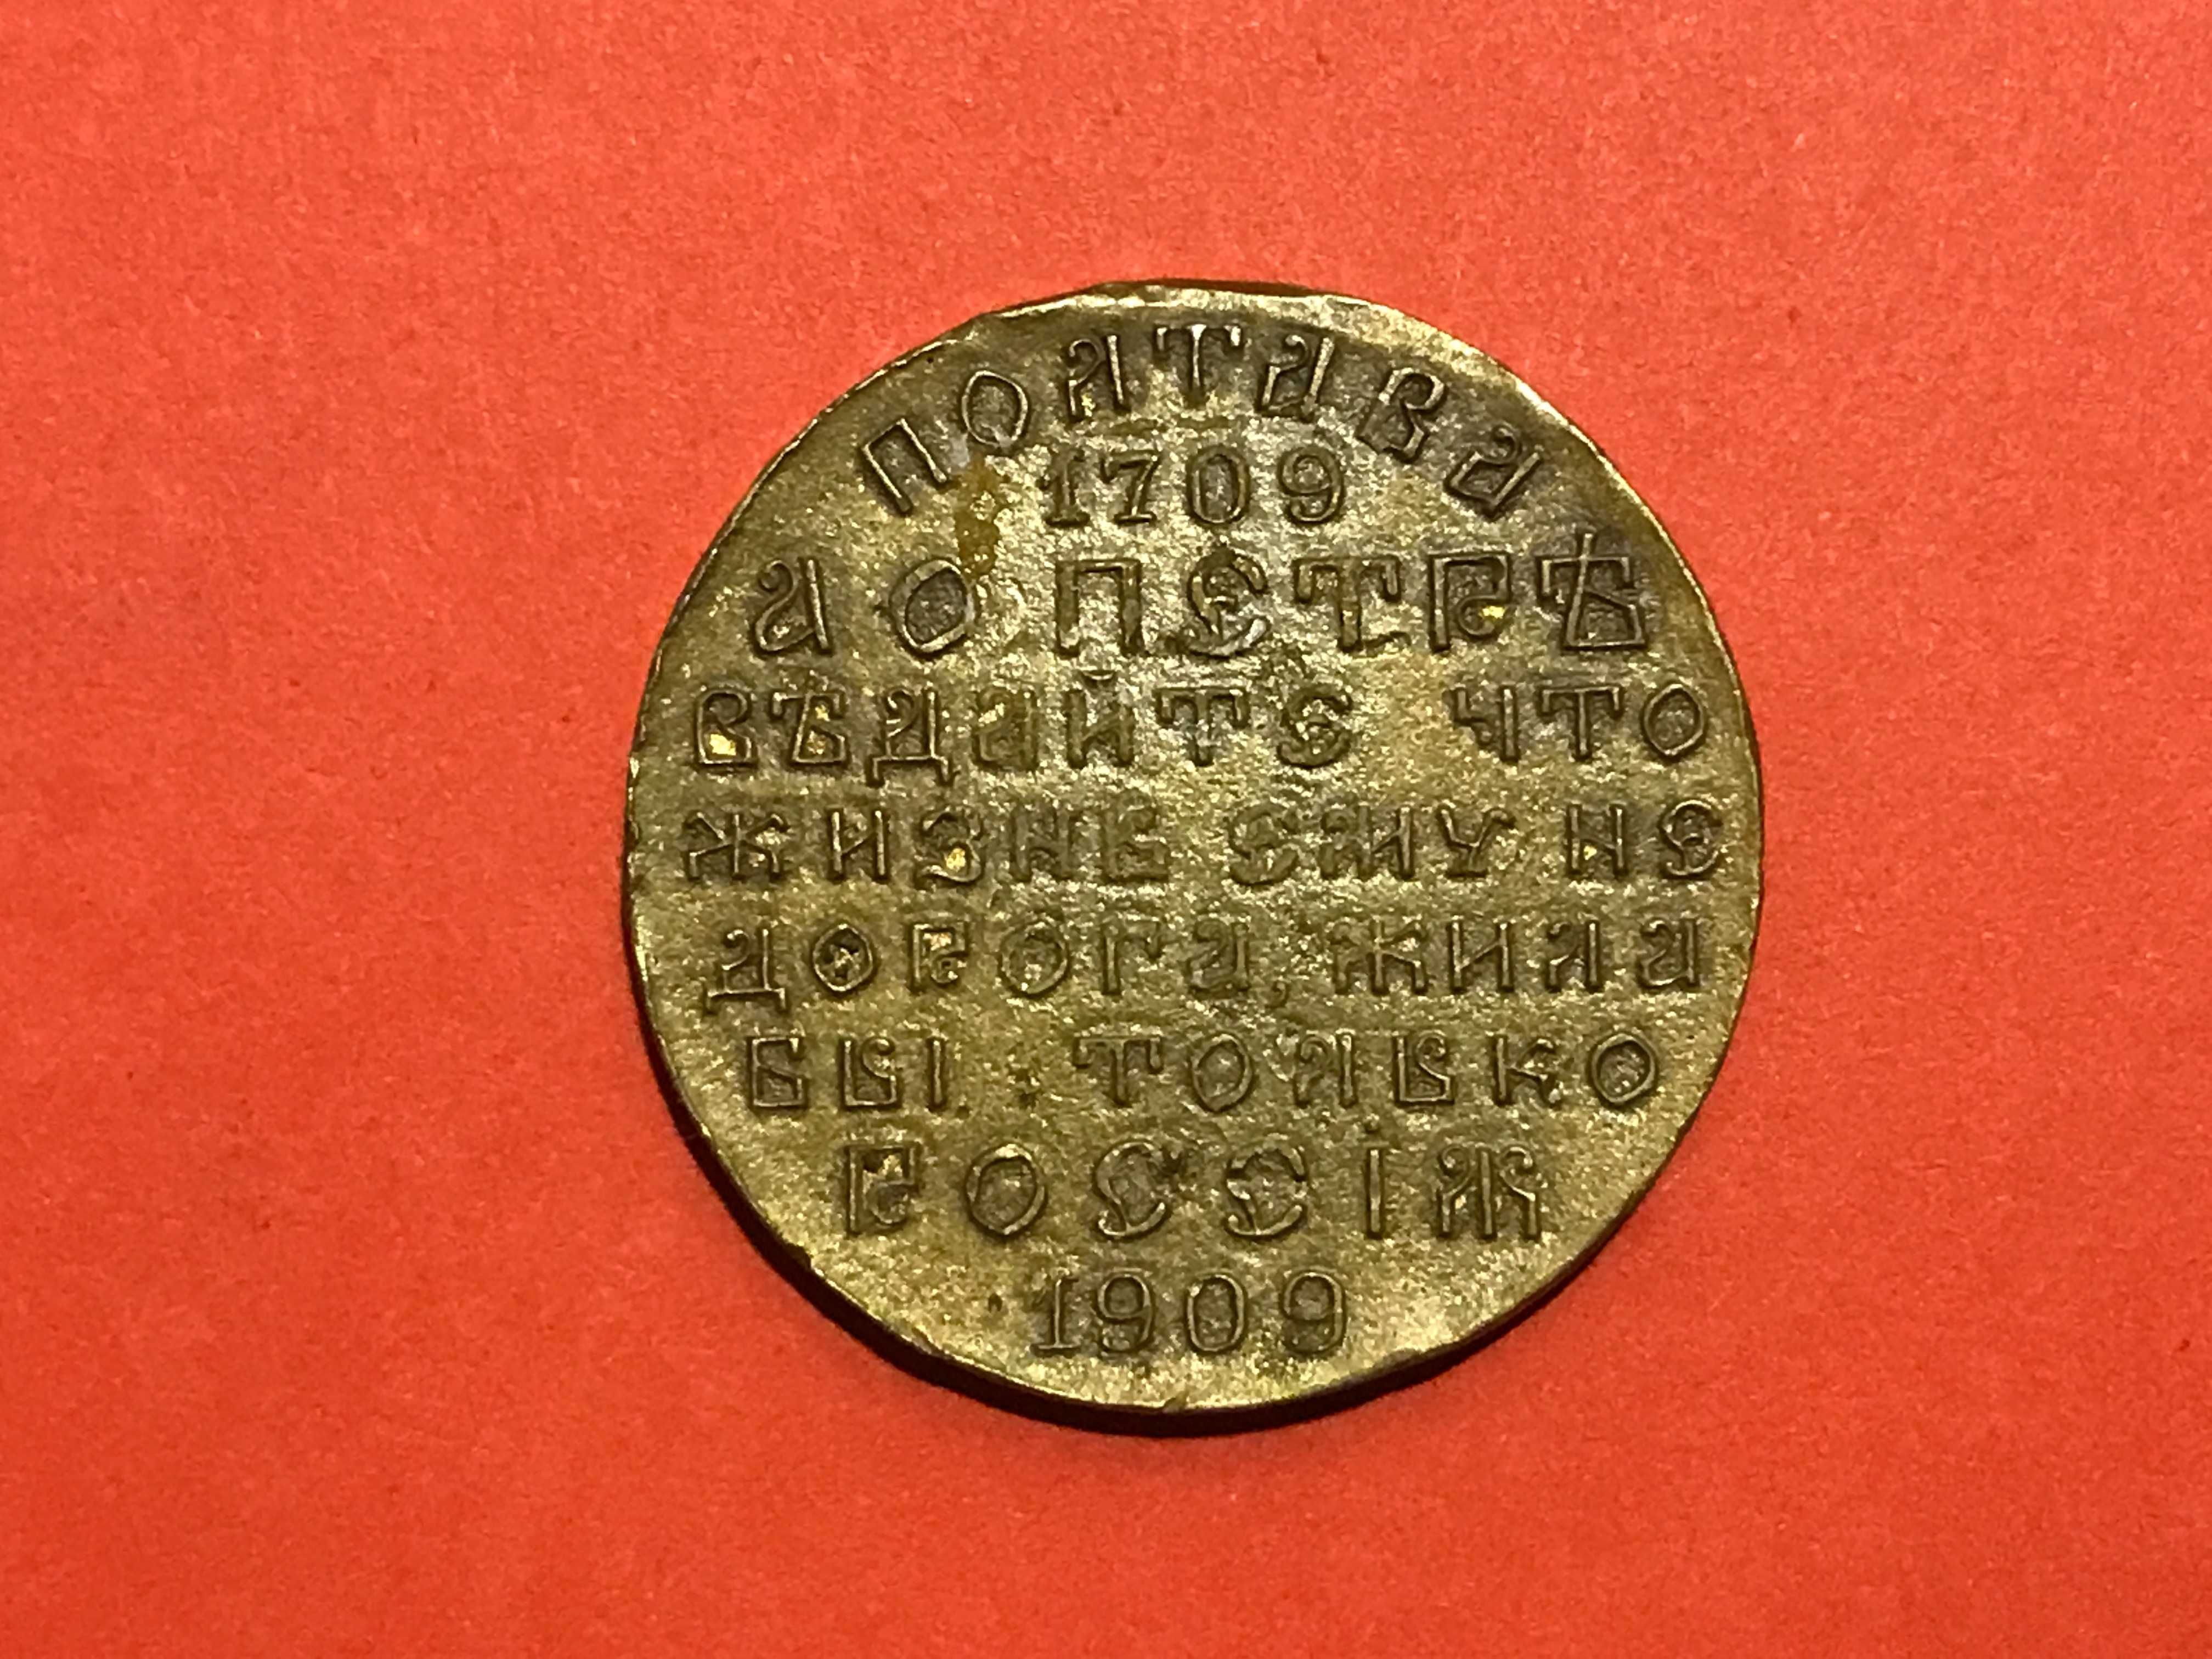 ПОЛТАВА
1709
А О ПЕТРѢ
ВѢДАЙТЕ ЧТО
ЖИЗНЬ ЕМУ НЕ
ДОРОГА, ЖИЛА
БЫ ТОЛЬКО
РОССІЯ
1909